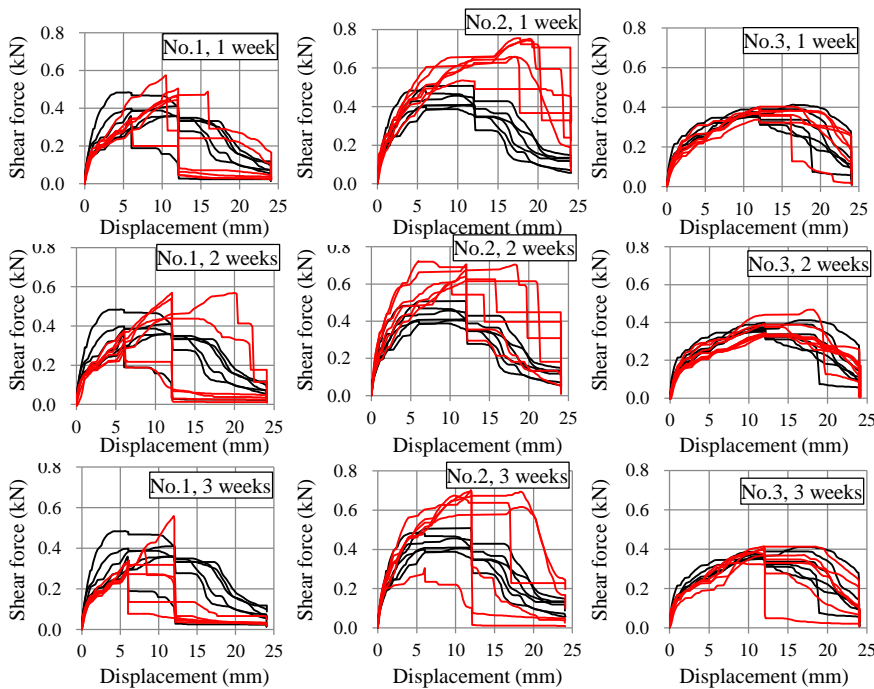 No.1, 1 week
Shear force (kN)
0.8
0.6
0.4
0.2
0.0
0 5 10 15 20 25
Displacement (mm)
No.2, 1 week
Shear force (kN)
0.8
0.6
0.4
0.2
0.0
0 5 10 15 20 25
Displacement (mm)
No.3, 1 week
Shear force (kN)
0.8
0.6
0.4
0.2
0.0
0 5 10 15 20 25
Displacement (mm)
No.1, 2 weeks
Shear force (kN)
0.8
0.6
0.4
0.2
0.0
0 5 10 15 20 25
Displacement (mm)
No.2, 2 weeks
Shear force (kN)
0.8
0.6
0.4
0.2
0.0
0 5 10 15 20 25
Displacement (mm)
No.3, 2 weeks
Shear force (kN)
0.8
0.6
0.4
0.2
0.0
0 5 10 15 20 25
Displacement (mm)
No.1, 3 weeks
Shear force (kN)
0.8
0.6
0.4
0.2
0.0
0 5 10 15 20 25
Displacement (mm)
No.2, 3 weeks
Shear force (kN)
0.8
0.6
0.4
0.2
0.0
0 5 10 15 20 25
Displacement (mm)
No.3, 3 weeks
Shear force (kN)
0.8
0.6
0.4
0.2
0.0
0 5 10 15 20 25
Displacement (mm)